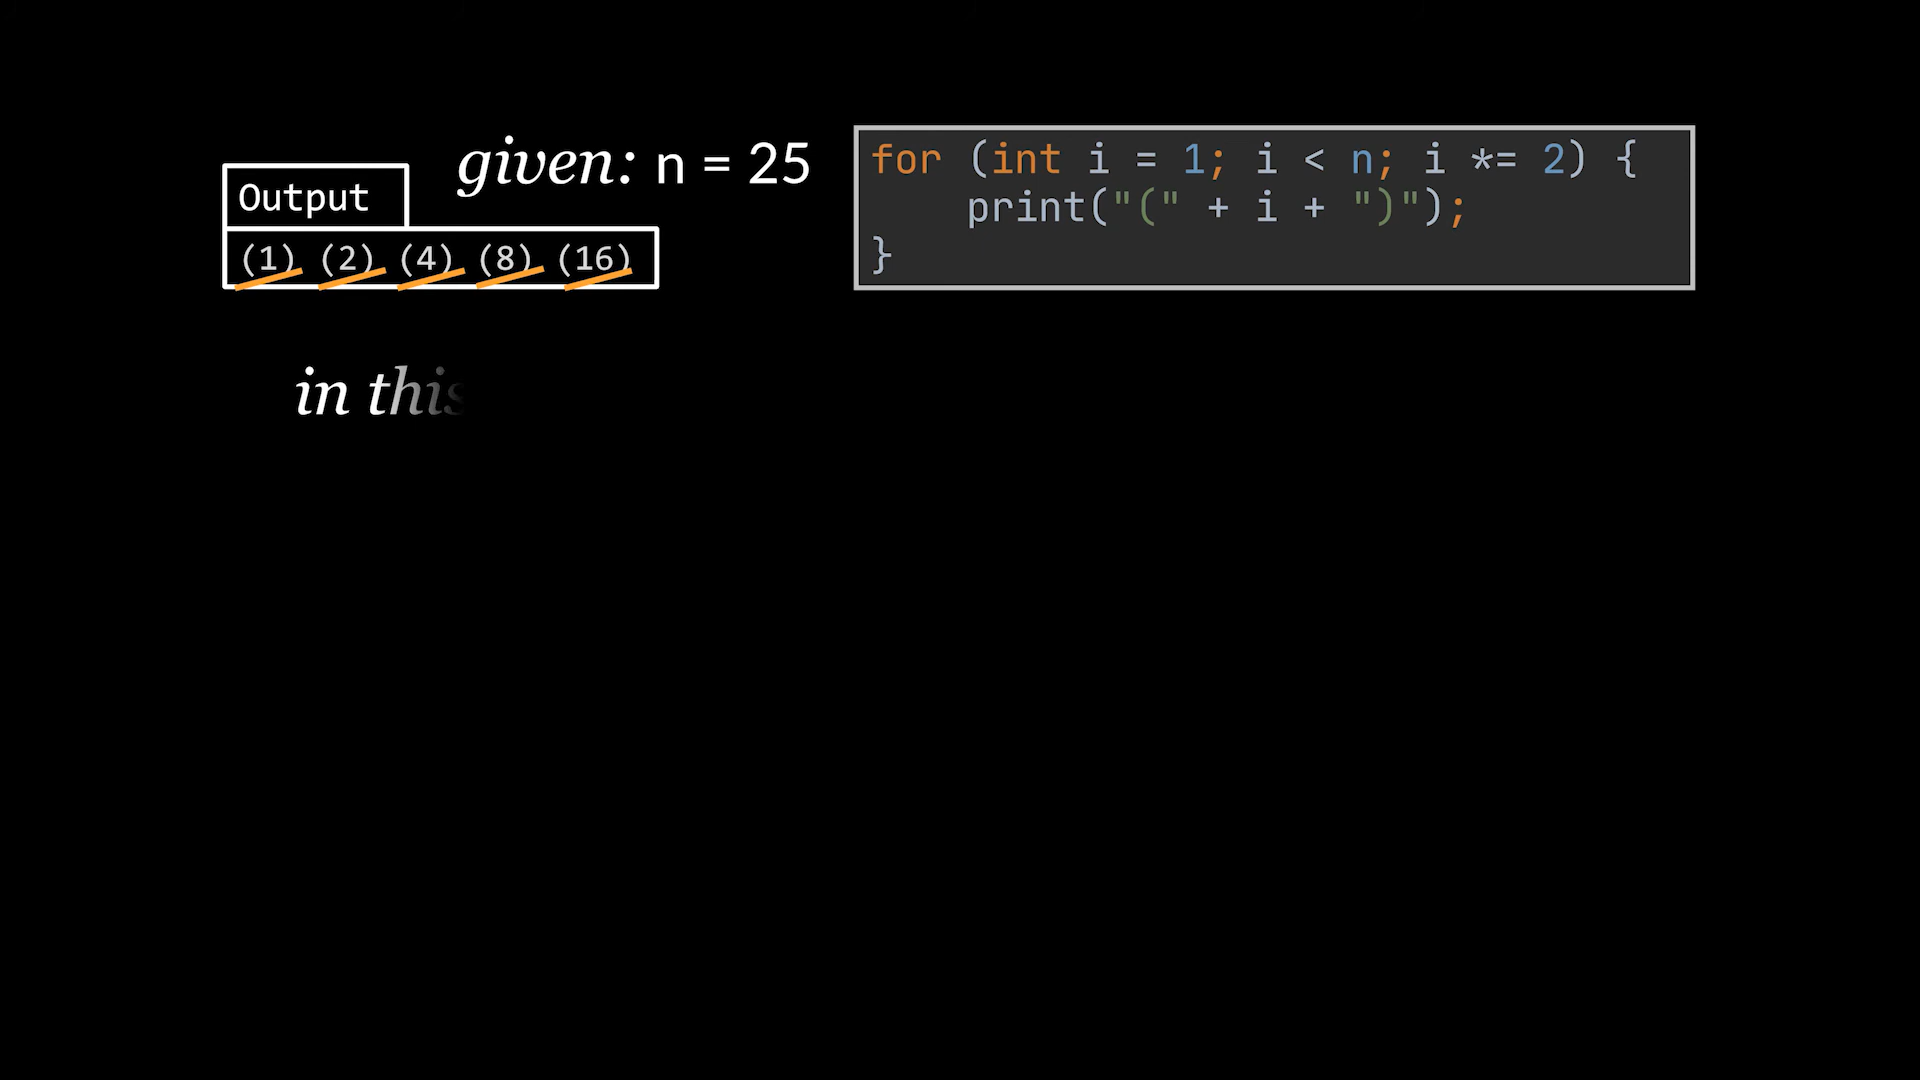 given: n = 25
Output
(1) (2) (4) (8) (16)
for (int i = 1; i < n; i *= 2) {
print("(" + i + ")");
}
in this